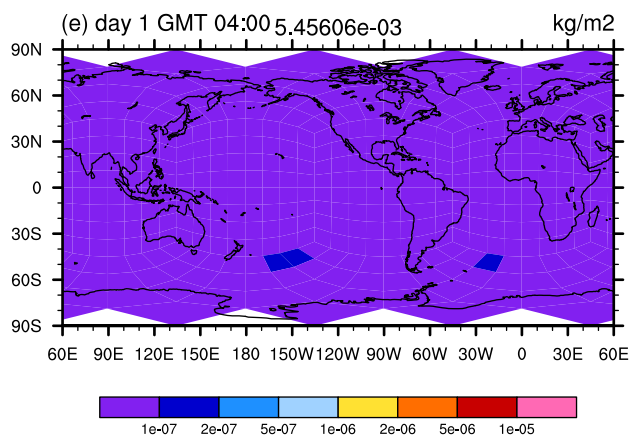 (e) day 1 GMT 04:00 5.45606e-03 kg/m2
90N
60N
30N
0
30S
60S
90S
60E 90E 120E 150E 180 150W 120W 90W 60W 30W 0 30E 60E
1e-07 2e-07 5e-07 1e-06 2e-06 5e-06 1e-05